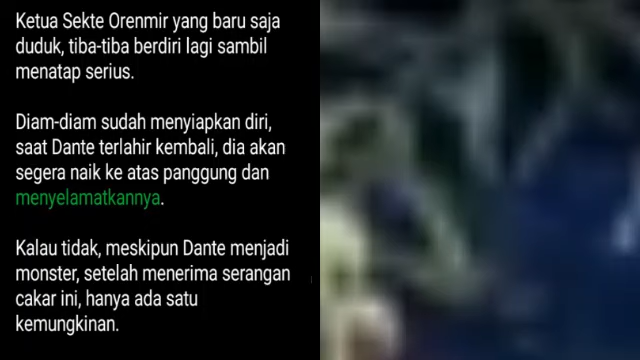 Ketua Sekte Orenmir yang baru saja
duduk, tiba-tiba berdiri lagi sambil
menatap serius.
Diam-diam sudah menyiapkan diri,
saat Dante terlahir kembali, dia akan
segera naik ke atas panggung dan
menyelamatkannya.
Kalau tidak, meskipun Dante menjadi
monster, setelah menerima serangan
cakar ini, hanya ada satu
kemungkinan.